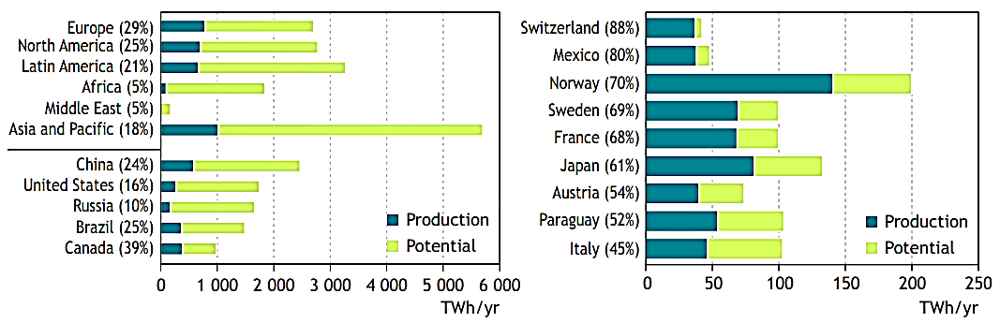 Europe (29%)
North America (25%)
Latin America (21%)
Africa (5%)
Middle East (5%)
Asia and Pacific (18%)
China (24%)
United States (16%)
Russia (10%)
Brazil (25%)
Canada (39%)
Production
Potential
0 1 000 2 000 3 000 4 000 5 000 6 000
TWh/yr
Switzerland (88%)
Mexico (80%)
Norway (70%)
Sweden (69%)
France (68%)
Japan (61%)
Austria (54%)
Paraguay (52%)
Italy (45%)
Production
Potential
0 50 100 150 200 250
TWh/yr